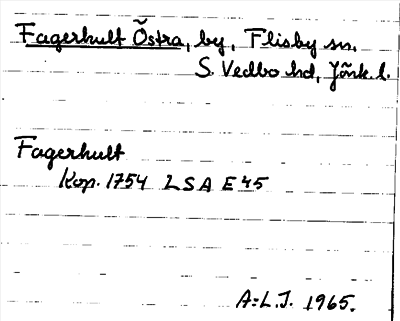 Fagerhult Östra, by, Flisby sn.
S. Vedbo hd, Jönk. l.
Fagerhult
Kop. 1754 LSA E45
A:L.J. 1965.